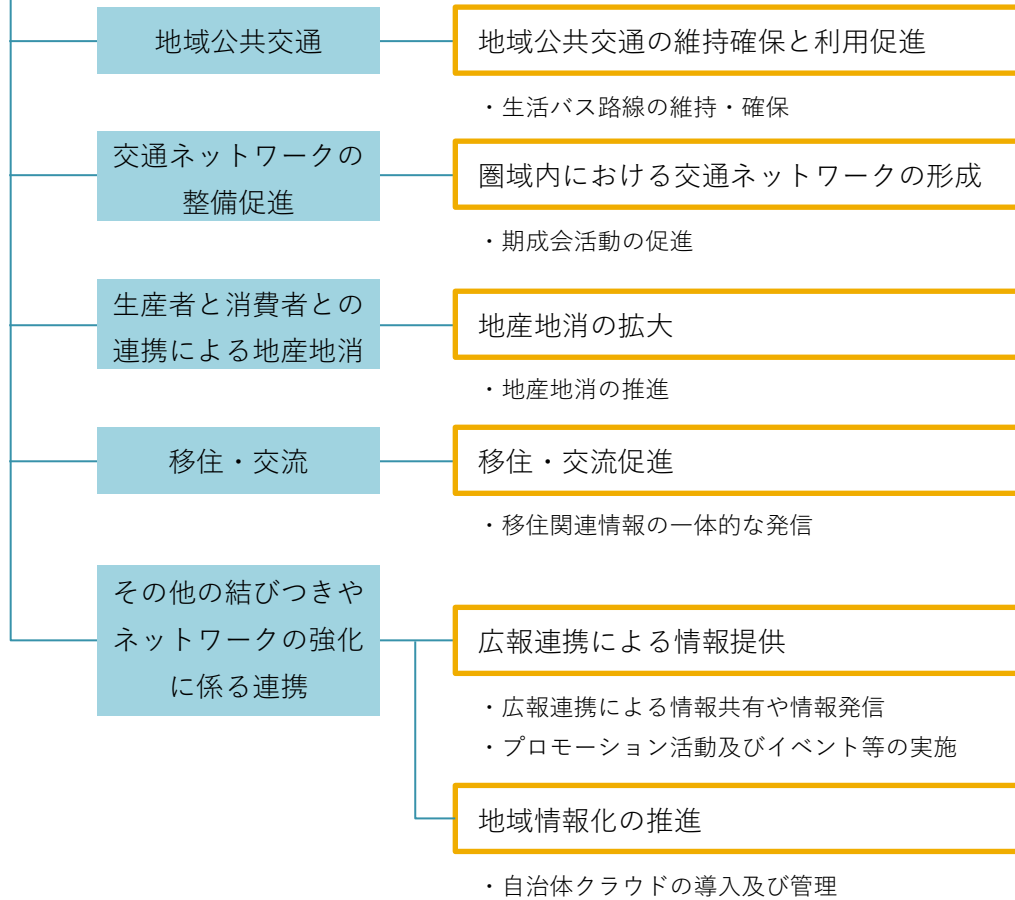 地域公共交通
地域公共交通の維持確保と利用促進
・生活バス路線の維持・確保
交通ネットワークの
整備促進
圏域内における交通ネットワークの形成
・期成会活動の促進
生産者と消費者との
連携による地産地消
地産地消の拡大
・地産地消の推進
移住・交流
移住・交流促進
・移住関連情報の一体的な発信
その他の結びつきや
ネットワークの強化
に係る連携
広報連携による情報提供
・広報連携による情報共有や情報発信
・プロモーション活動及びイベント等の実施
地域情報化の推進
・自治体クラウドの導入及び管理